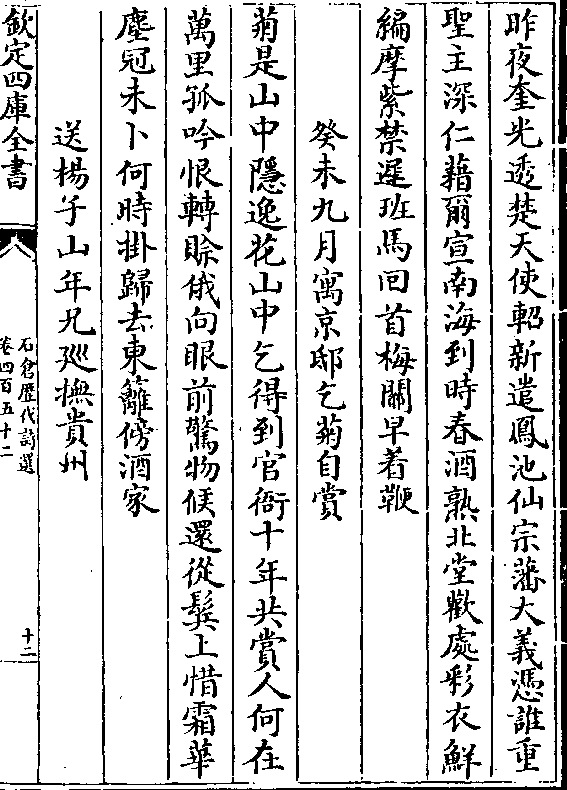 昨夜奎光透楚天使軺新遣鳳池仙宗藩大義憑誰重
聖主深仁藉爾宣南海到時春酒熟北堂歡處彩衣鮮
編摩紫禁遲班馬回首梅關早着鞭
癸未九月寓京邸乞菊自賞
菊是山中隱逸花山中乞得到官衙十年共賞人何在
萬里孤吟恨轉賒俄向眼前驚物候還從鬢上惜霜華
塵冠未卜何時掛歸去東籬傍酒家
送楊午山年兄廵撫貴州
欽定四庫全書
石倉歷代詩選
卷四百五十二
十二